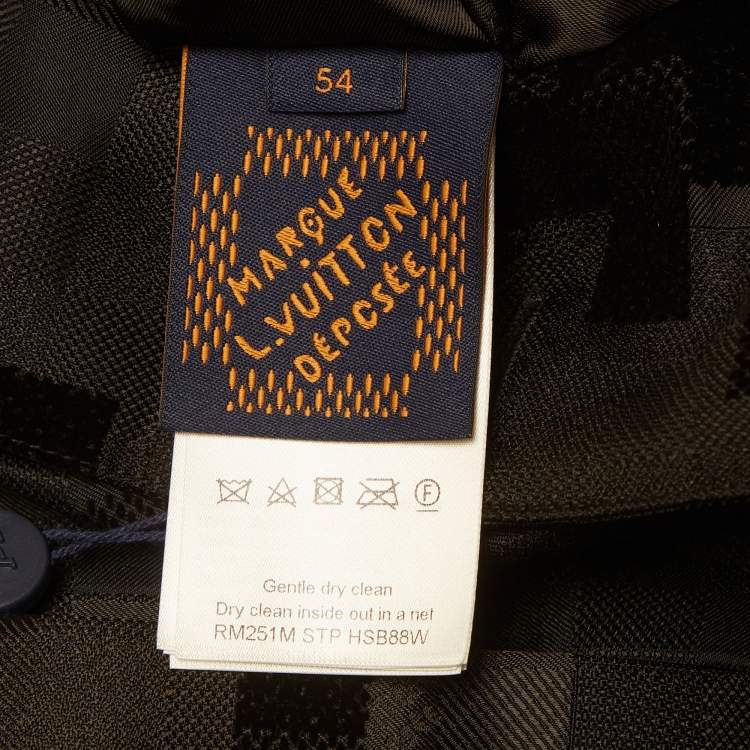 54
MARQUE
L.VUITTON
DÉPOSÉE
F
Gentle dry clean
Dry clean inside out in a net
RM251M STP HSB88W